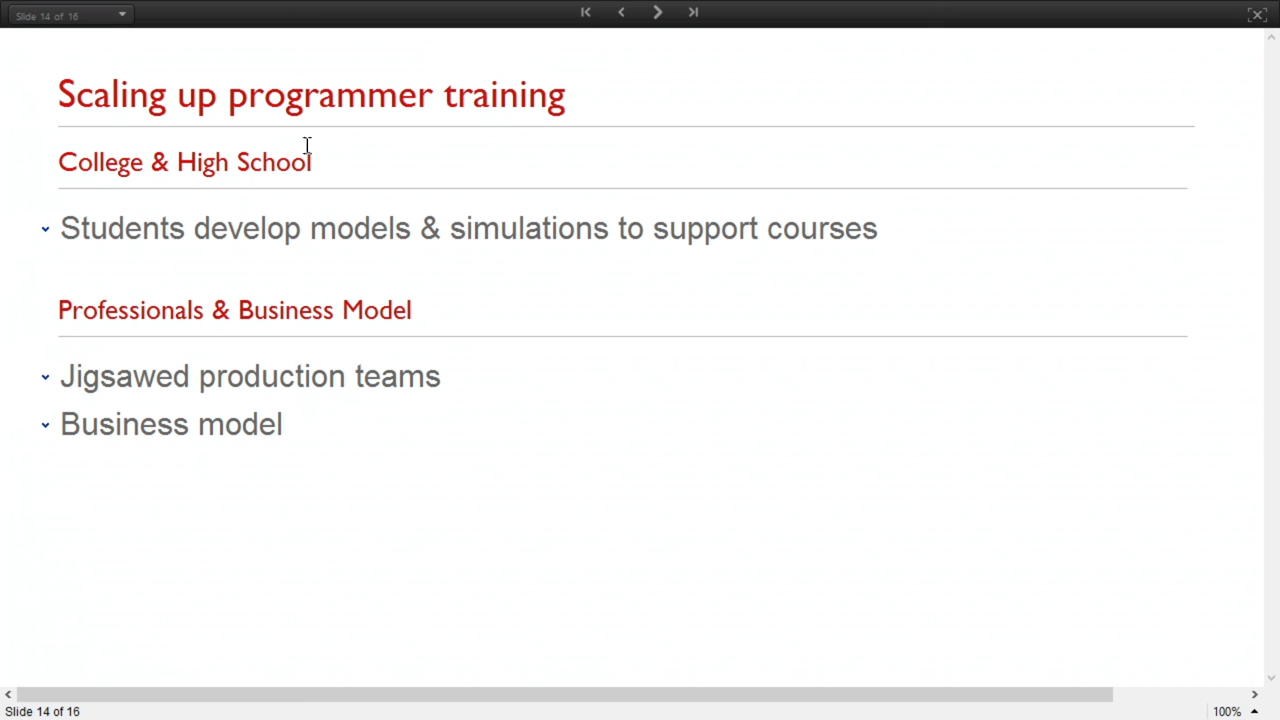 Slide 14 of 16
Scaling up programmer training
College & High School
Students develop models & simulations to support courses
Professionals & Business Model
Jigsawed production teams
Business model
Slide 14 of 16
100%